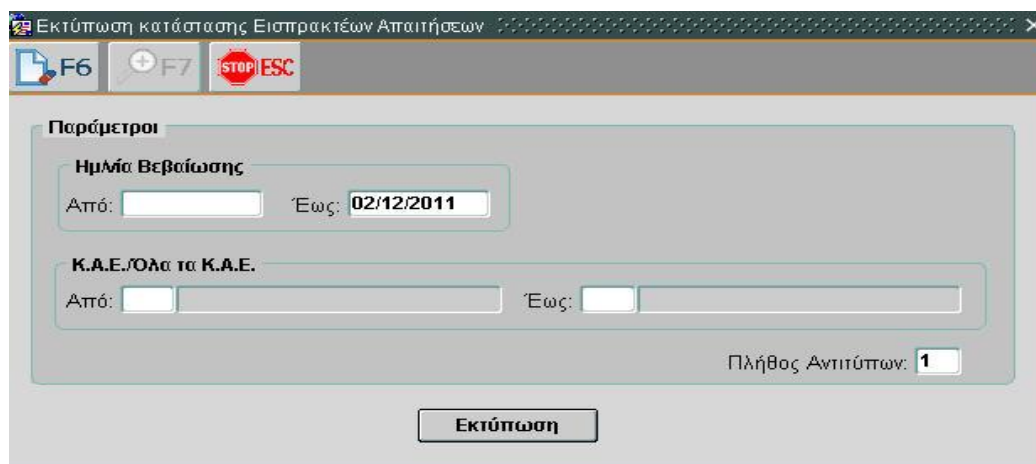 Εκτύπωση κατάστασης Εισπρακτέων Απαιτήσεων
F6 F7 STOP ESC
Παράμετροι
Ημ/νία Βεβαίωσης
Από: Έως: 02/12/2011
Κ.Α.Ε./Όλα τα Κ.Α.Ε.
Από: Έως:
Πλήθος Αντιτύπων: 1
Εκτύπωση